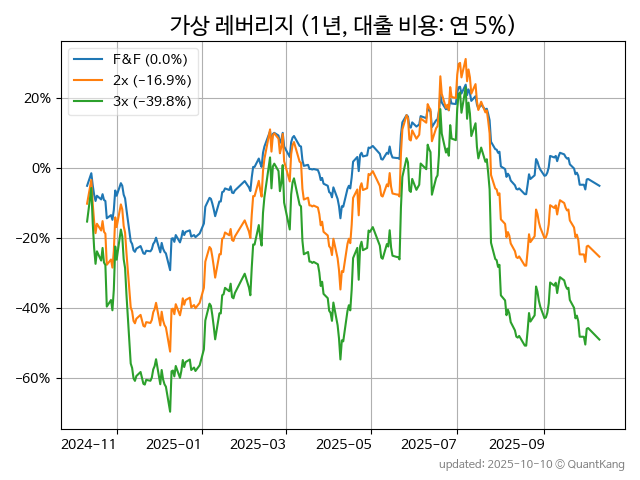 가상 레버리지 (1년, 대출 비용: 연 5%)
F&F (0.0%)
2x (−16.9%)
3x (−39.8%)
20%
0%
−20%
−40%
−60%
2024−11 2025−01 2025−03 2025−05 2025−07 2025−09
updated: 2025-10-10 © QuantKang